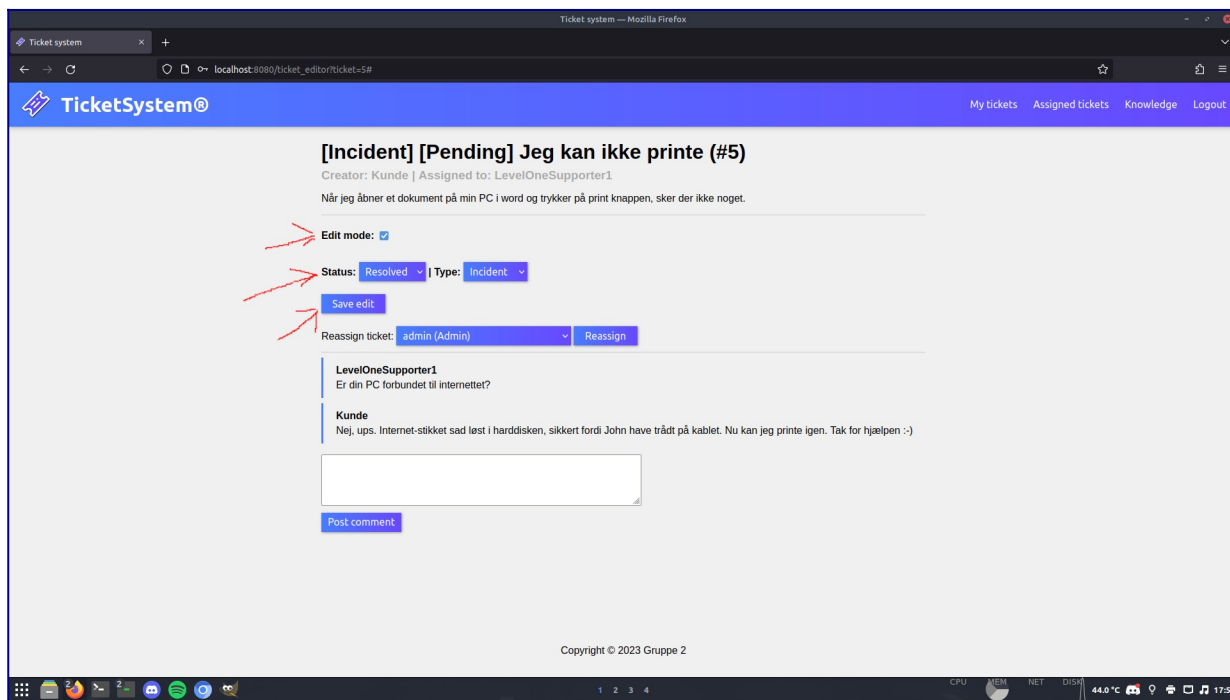 Ticket system — Mozilla Firefox
Ticket system
localhost:8080/ticket_editor?ticket=5#
TicketSystem®
My tickets Assigned tickets Knowledge Logout
[Incident] [Pending] Jeg kan ikke printe (#5)
Creator: Kunde | Assigned to: LevelOneSupporter1
Når jeg åbner et dokument på min PC i word og trykker på print knappen, sker der ikke noget.
Edit mode:
Status: Resolved | Type: Incident
Save edit
Reassign ticket: admin (Admin) Reassign
LevelOneSupporter1
Er din PC forbundet til internettet?
Kunde
Nej, ups. Internet-stikket sad løst i harddisken, sikkert fordi John have trådt på kablet. Nu kan jeg printe igen. Tak for hjælpen :-)
Post comment
Copyright © 2023 Gruppe 2
2 2 1 2 3 4 CPU MEM NET DISK 44.0°C